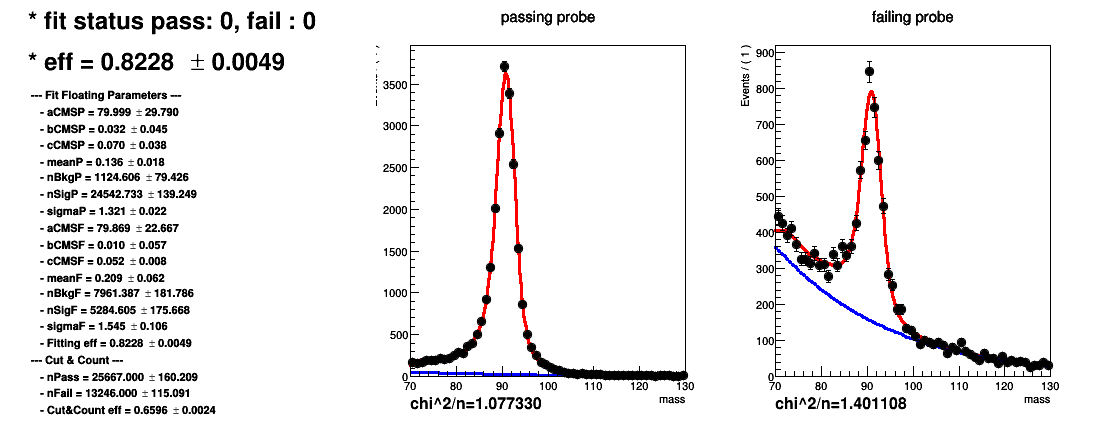 * fit status pass: 0, fail : 0
* eff = 0.8228 ± 0.0049
--- Fit Floating Parameters ---
- aCMSP = 79.999 ± 29.790
- bCMSP = 0.032 ± 0.045
- cCMSP = 0.070 ± 0.038
- meanP = 0.136 ± 0.018
- nBkgP = 1124.606 ± 79.426
- nSigP = 24542.733 ± 139.249
- sigmaP = 1.321 ± 0.022
- aCMSF = 79.869 ± 22.667
- bCMSF = 0.010 ± 0.057
- cCMSF = 0.052 ± 0.008
- meanF = 0.209 ± 0.062
- nBkgF = 7961.387 ± 181.786
- nSigF = 5284.605 ± 175.668
- sigmaF = 1.545 ± 0.106
- Fitting eff = 0.8228 ± 0.0049
--- Cut & Count ---
- nPass = 25667.000 ± 160.209
- nFail = 13246.000 ± 115.091
- Cut&Count eff = 0.6596 ± 0.0024
passing probe
3500
3000
2500
2000
1500
1000
500
0
70 80 90 100 110 120 130
mass
chi^2/n=1.077330
failing probe
Events / ( 1 )
900
800
700
600
500
400
300
200
100
0
70 80 90 100 110 120 130
mass
chi^2/n=1.401108